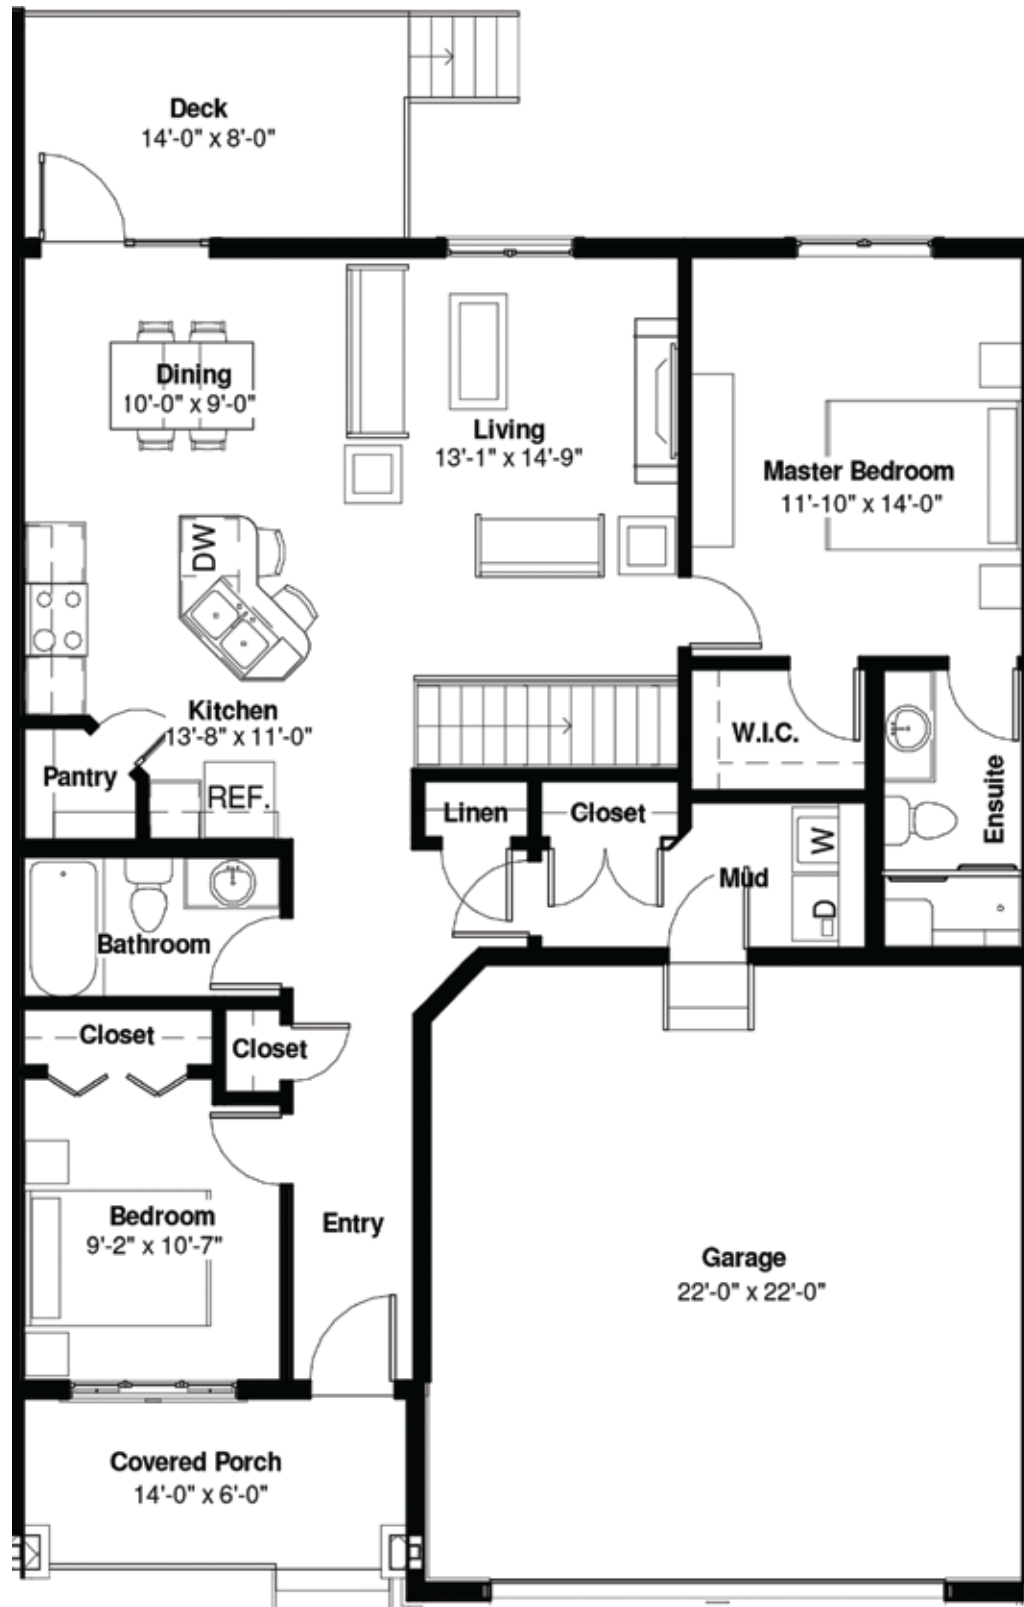 Deck
14'-0" x 8'-0"
Dining
10'-0" x 9'-0"
Living
13'-1" x 14'-9"
Master Bedroom
11'-10" x 14'-0"
DW
Kitchen
13'-8" x 11'-0"
Pantry
REF.
W.I.C.
Ensuite
Linen
Closet
W
Mud
D
Bathroom
Closet
Closet
Bedroom
9'-2" x 10'-7"
Entry
Garage
22'-0" x 22'-0"
Covered Porch
14'-0" x 6'-0"